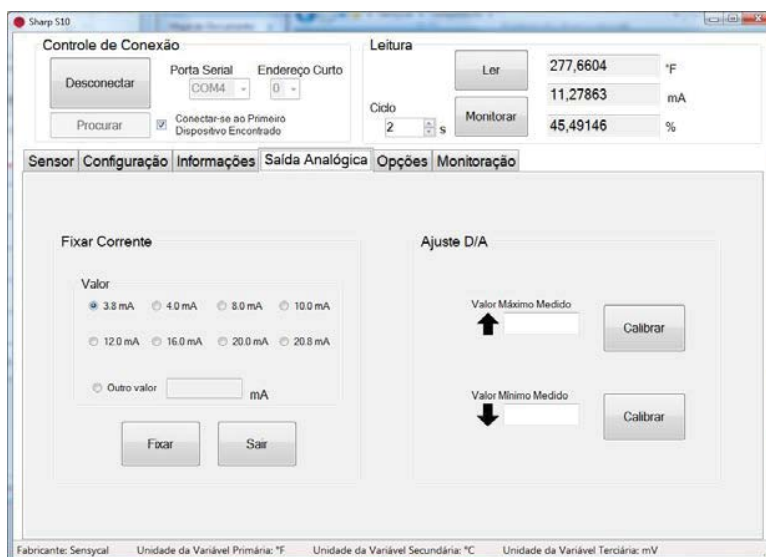 Sharp S10
Controle de Conexão
Desconectar
Porta Serial
Endereço Curto
COM4
0
Procurar
Conectar-se ao Primeiro
Dispositvo Encontrado
Leitura
Ler
277,6604 °F
11,27863 mA
Ciclo
2 s
Monitorar
45,49146 %
Sensor Configuração Informações Saída Analógica Opções Monitoração
Fixar Corrente
Valor
3.8 mA 4.0 mA 8.0 mA 10.0 mA
12.0 mA 16.0 mA 20.0 mA 20.8 mA
Outro valor mA
Fixar Sair
Ajuste D/A
Valor Máximo Medido
Calibrar
Valor Mínimo Medido
Calibrar
Fabricante: Sensycal Unidade da Variável Primária: °F Unidade da Variável Secundária: °C Unidade da Variável Terciária: mV